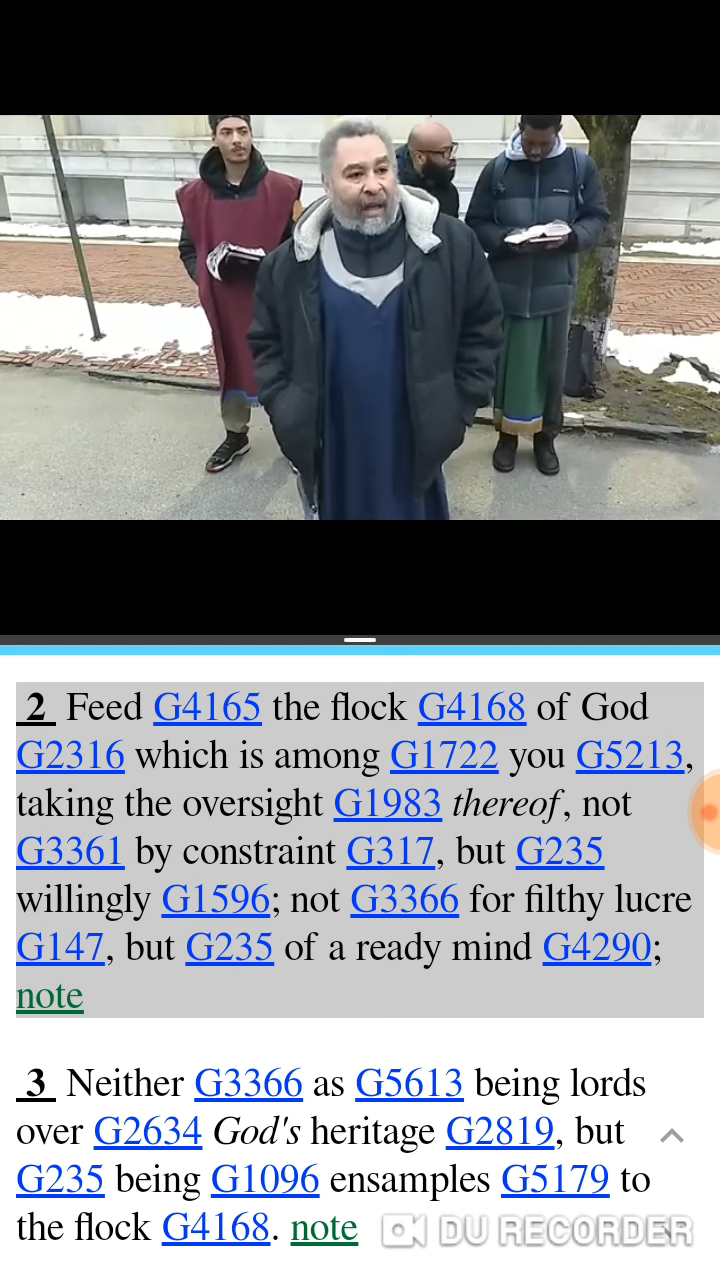 2 Feed G4165 the flock G4168 of God
G2316 which is among G1722 you G5213,
taking the oversight G1983 thereof, not
G3361 by constraint G317, but G235
willingly G1596; not G3366 for filthy lucre
G147, but G235 of a ready mind G4290;
note
3 Neither G3366 as G5613 being lords
over G2634 God's heritage G2819, but
G235 being G1096 ensamples G5179 to
the flock G4168. note
DU RECORDER